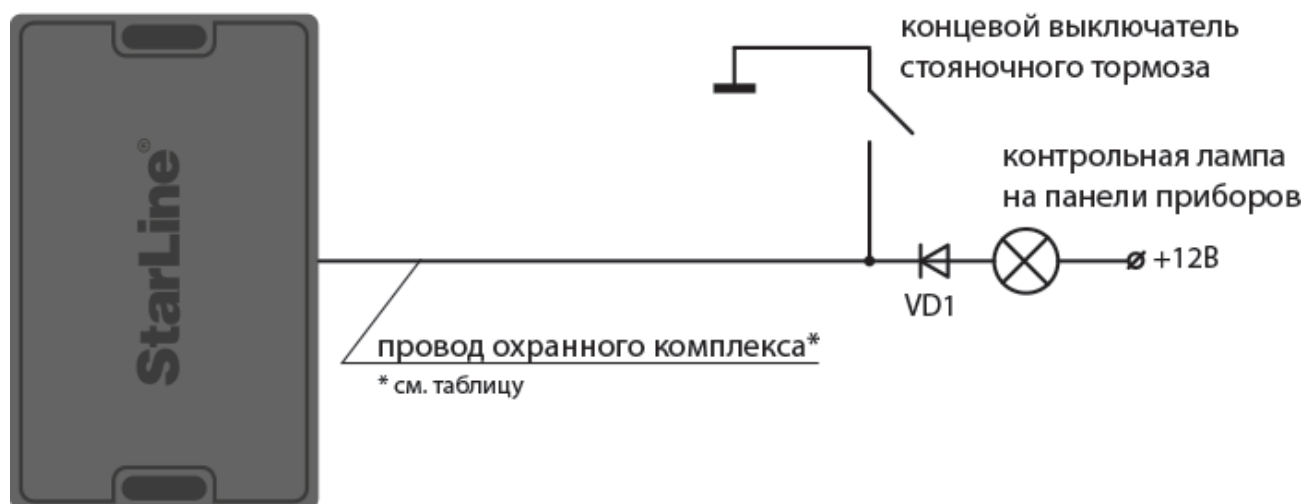 StarLine®
концевой выключатель
стояночного тормоза
контрольная лампа
на панели приборов
+12В
VD1
провод охранного комплекса*
* см. таблицу